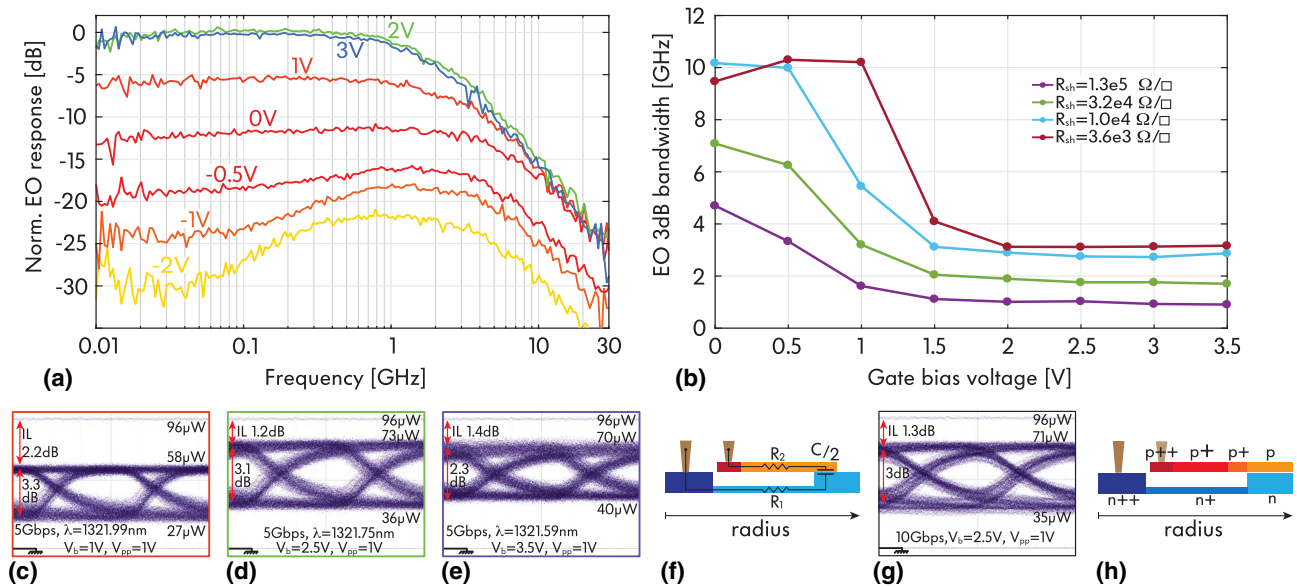 Norm. EO response [dB]
0
-5
-10
-15
-20
-25
-30
2V
3V
1V
0V
-0.5V
-1V
-2V
0.01
0.1
1
10
30
(a)
Frequency [GHz]
EO 3dB bandwidth [GHz]
12
10
8
6
4
2
0
Rsh=1.3e5 Ω/□
Rsh=3.2e4 Ω/□
Rsh=1.0e4 Ω/□
Rsh=3.6e3 Ω/□
0
0.5
1
1.5
2
2.5
3
3.5
(b)
Gate bias voltage [V]
96μW
IL
2.2dB
58μW
3.3
dB
27μW
5Gbps, λ=1321.99nm
Vb=1V, Vpp=1V
(c)
96μW
IL 1.2dB
73μW
3.1
dB
36μW
5Gbps, λ=1321.75nm
Vb=2.5V, Vpp=1V
(d)
96μW
IL 1.4dB
70μW
2.3
dB
40μW
5Gbps, λ=1321.59nm
Vb=3.5V, Vpp=1V
(e)
R2
C/2
R1
radius
(f)
96μW
IL 1.3dB
71μW
3dB
35μW
10Gbps,Vb=2.5V, Vpp=1V
(g)
p++ p+ p+ p
n++ n+ n
radius
(h)